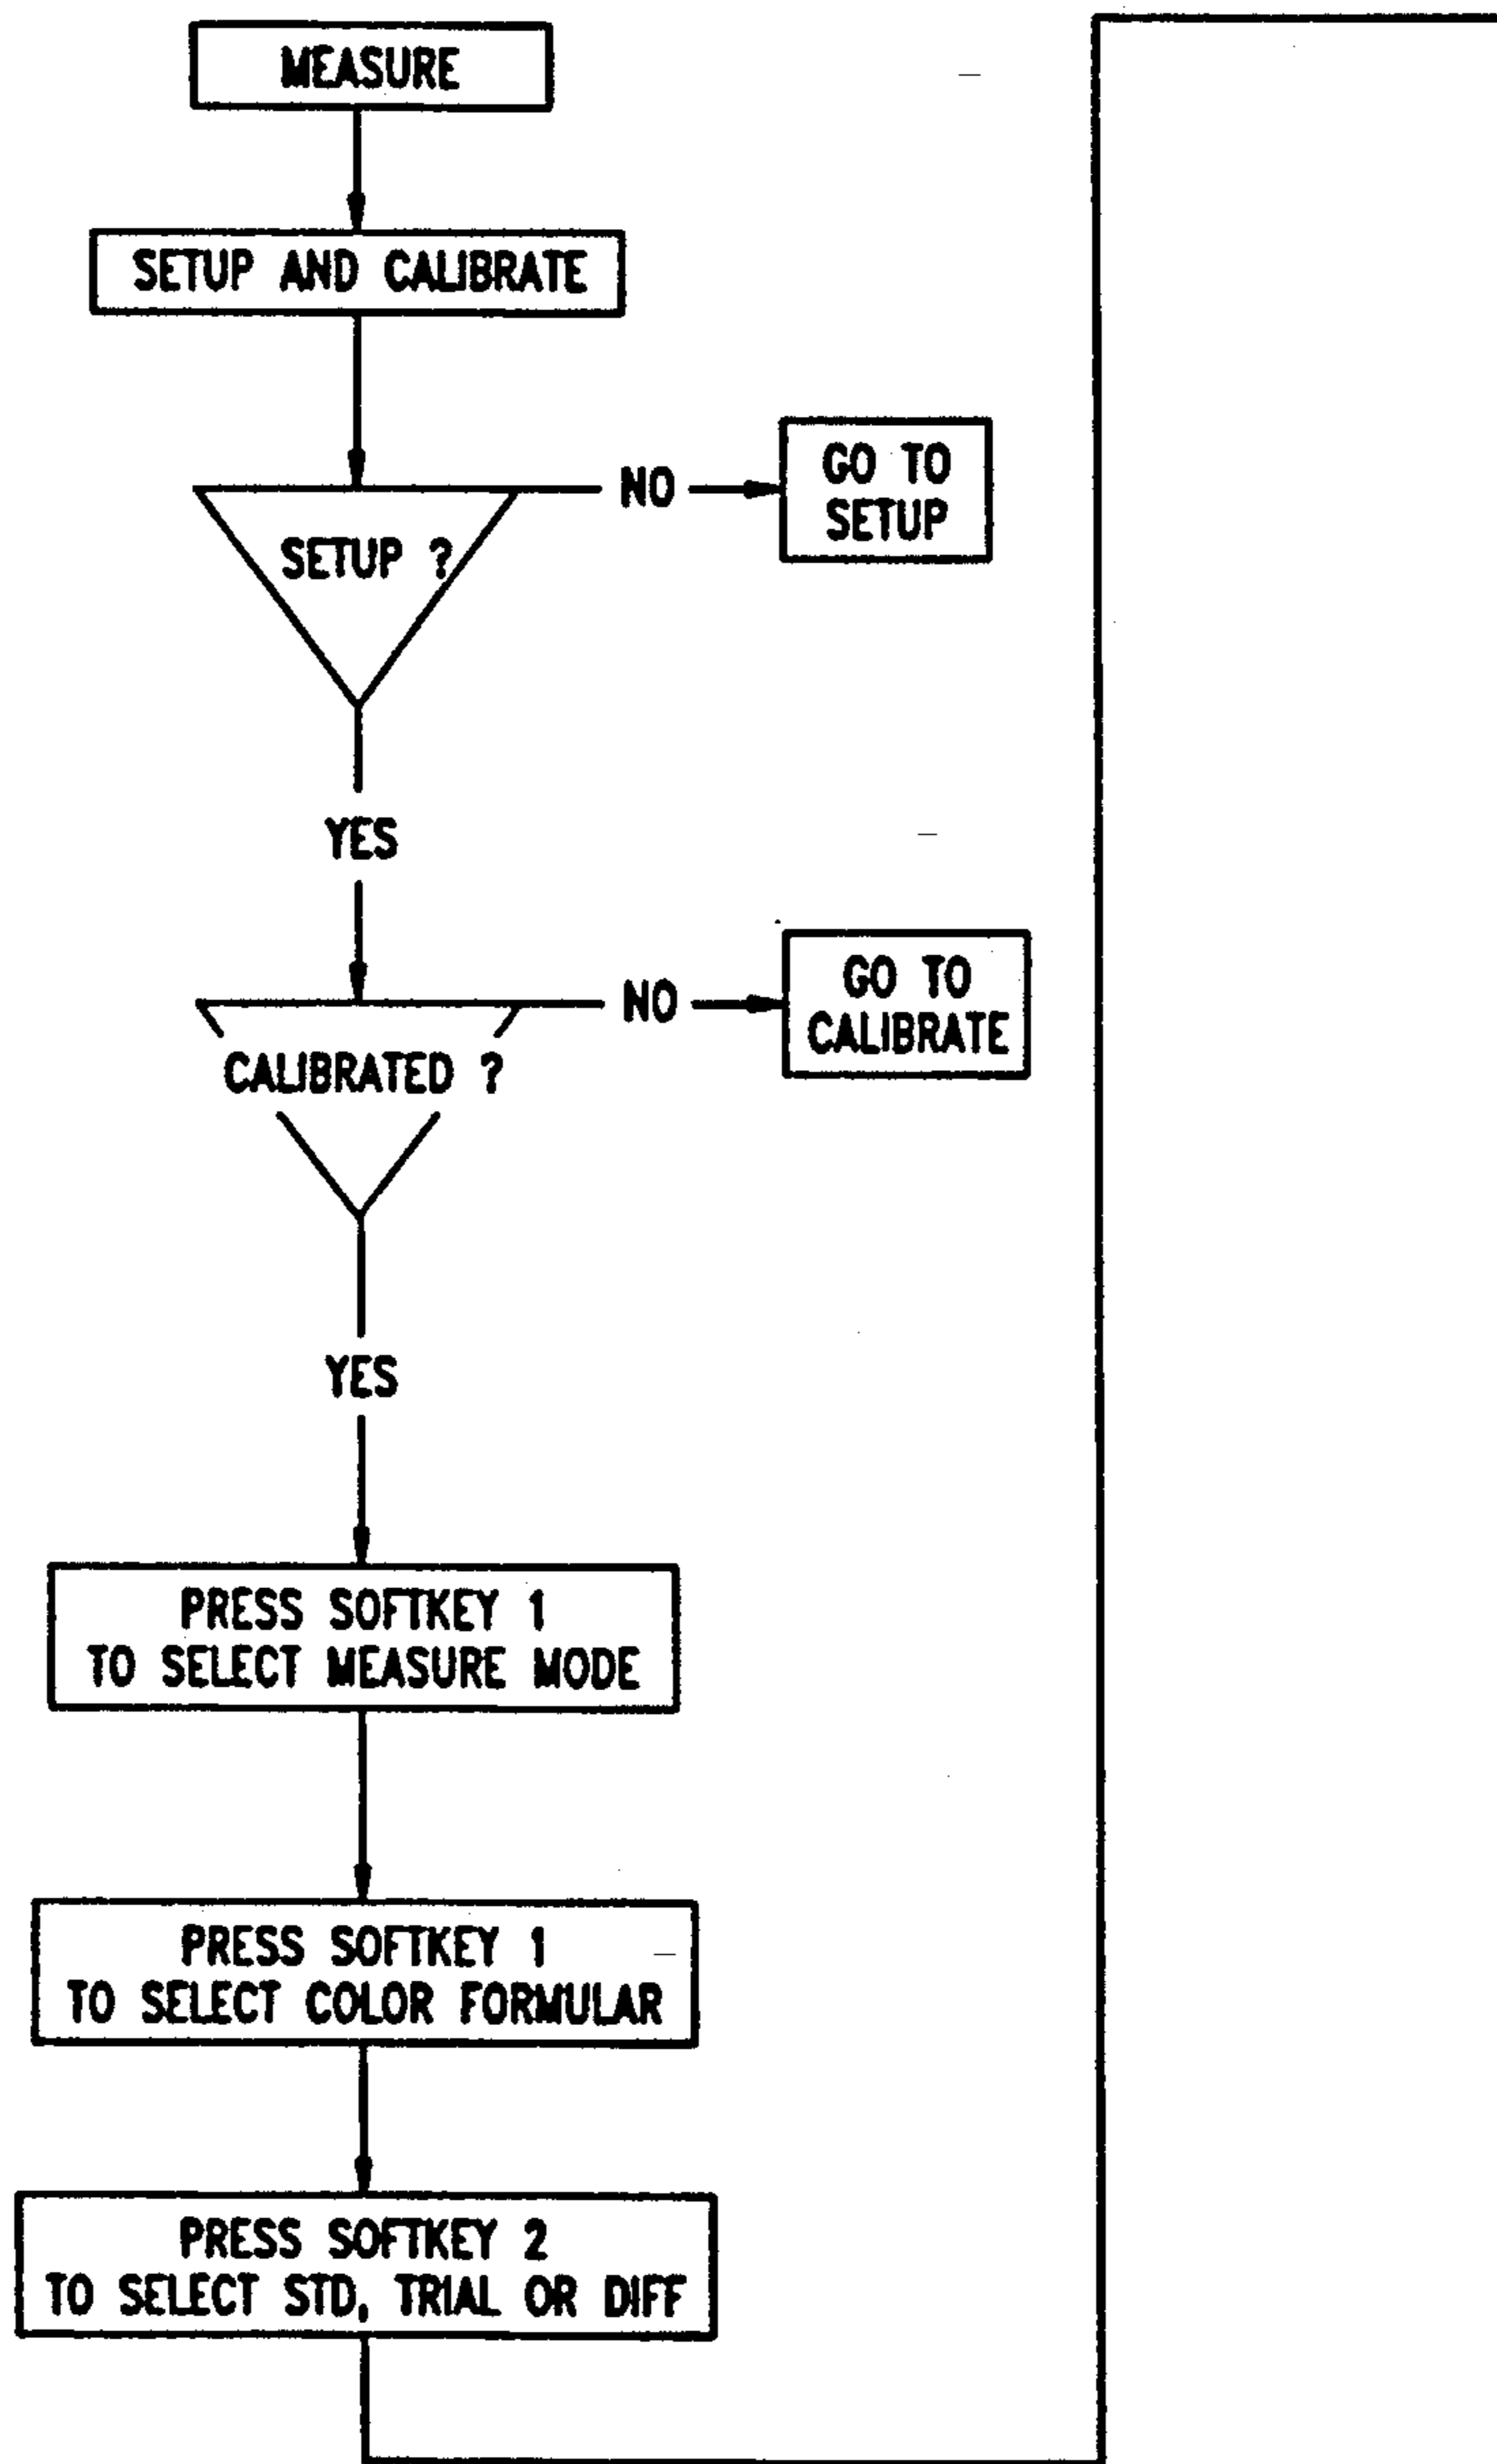 MEASURE
SETUP AND CALIBRATE
SETUP ?
NO
GO TO
SETUP
YES
CALIBRATED ?
NO
GO TO
CALIBRATE
YES
PRESS SOFTKEY 1
TO SELECT MEASURE MODE
PRESS SOFTKEY 1
TO SELECT COLOR FORMULAR
PRESS SOFTKEY 2
TO SELECT STD, TRIAL OR DIFF